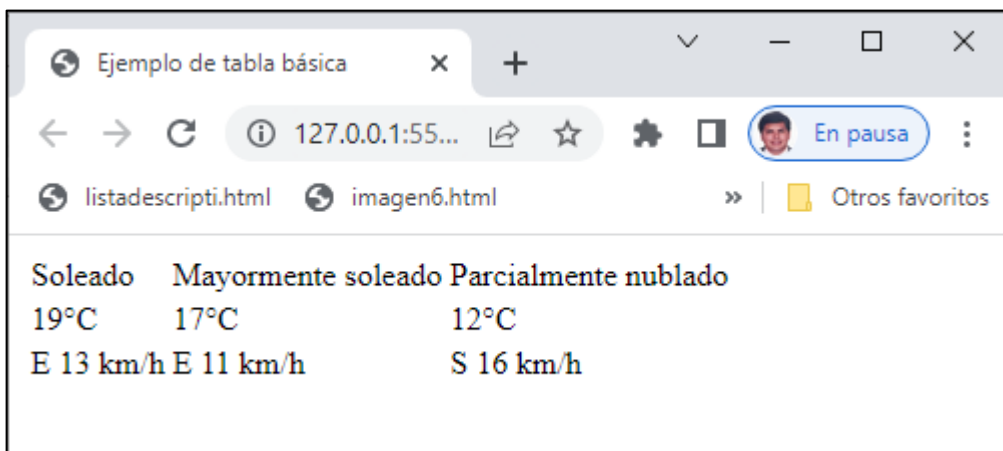 Ejemplo de tabla básica
127.0.0.1:55... En pausa
listadescripti.html imagen6.html » Otros favoritos
Soleado Mayormente soleado Parcialmente nublado
19°C 17°C 12°C
E 13 km/h E 11 km/h S 16 km/h